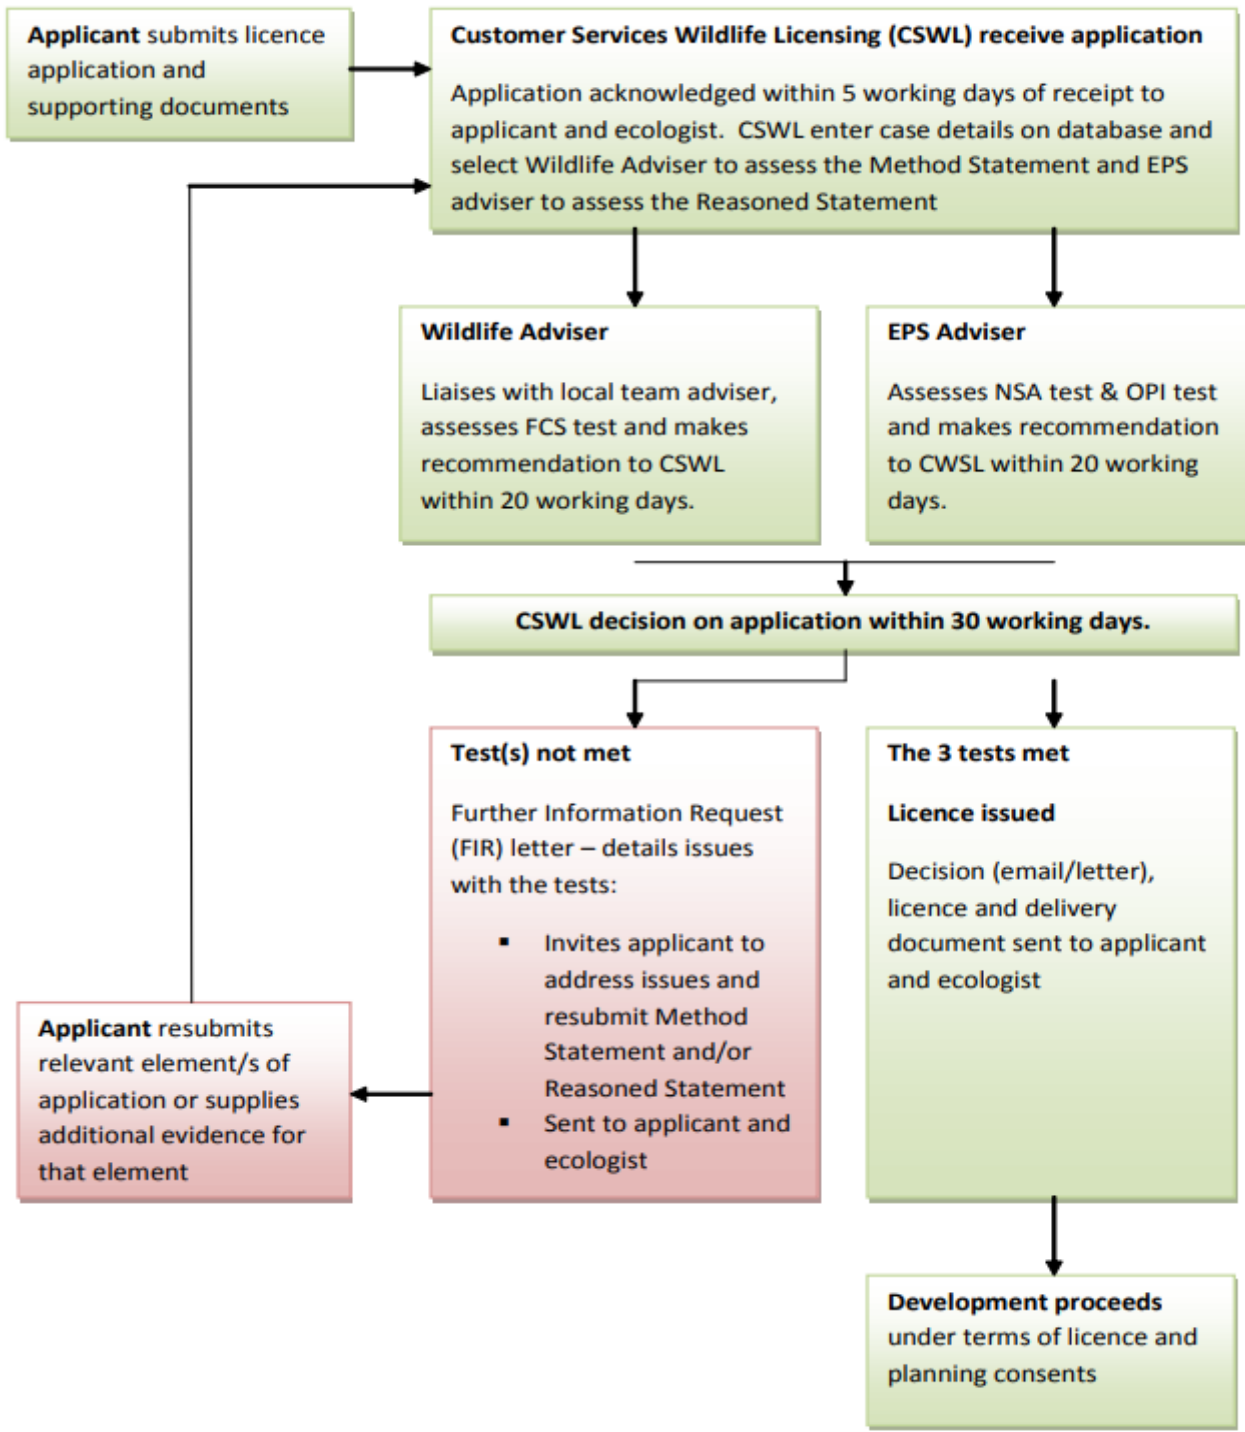 Applicant submits licence
application and
supporting documents
Customer Services Wildlife Licensing (CSWL) receive application
Application acknowledged within 5 working days of receipt to
applicant and ecologist.  CSWL enter case details on database and
select Wildlife Adviser to assess the Method Statement and EPS
adviser to assess the Reasoned Statement
Wildlife Adviser
Liaises with local team adviser,
assesses FCS test and makes
recommendation to CSWL
within 20 working days.
EPS Adviser
Assesses NSA test & OPI test
and makes recommendation
to CWSL within 20 working
days.
CSWL decision on application within 30 working days.
Test(s) not met
Further Information Request
(FIR) letter – details issues
with the tests:
▪ Invites applicant to
address issues and
resubmit Method
Statement and/or
Reasoned Statement
▪ Sent to applicant and
ecologist
The 3 tests met
Licence issued
Decision (email/letter),
licence and delivery
document sent to applicant
and ecologist
Applicant resubmits
relevant element/s of
application or supplies
additional evidence for
that element
Development proceeds
under terms of licence and
planning consents